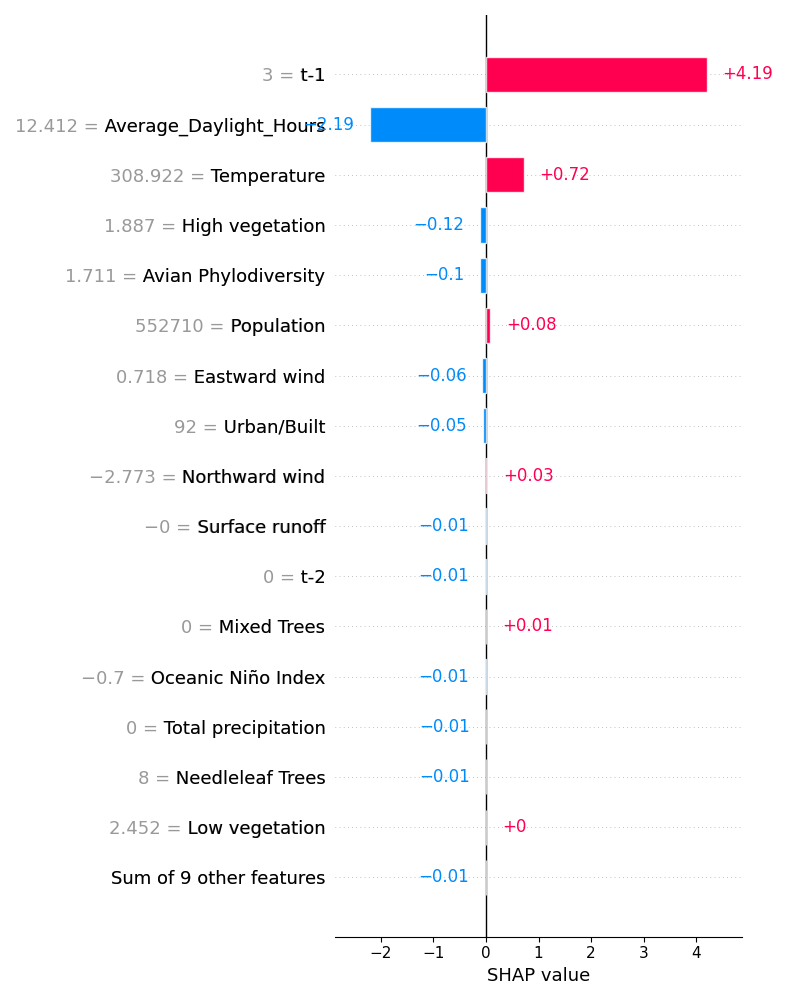 3 = t-1 +4.19
12.412 = Average_Daylight_Hours −2.19
308.922 = Temperature +0.72
1.887 = High vegetation −0.12
1.711 = Avian Phylodiversity −0.1
552710 = Population +0.08
0.718 = Eastward wind −0.06
92 = Urban/Built −0.05
−2.773 = Northward wind +0.03
−0 = Surface runoff −0.01
0 = t-2 −0.01
0 = Mixed Trees +0.01
−0.7 = Oceanic Niño Index −0.01
0 = Total precipitation −0.01
8 = Needleleaf Trees −0.01
2.452 = Low vegetation +0
Sum of 9 other features −0.01
−2 −1 0 1 2 3 4
SHAP value